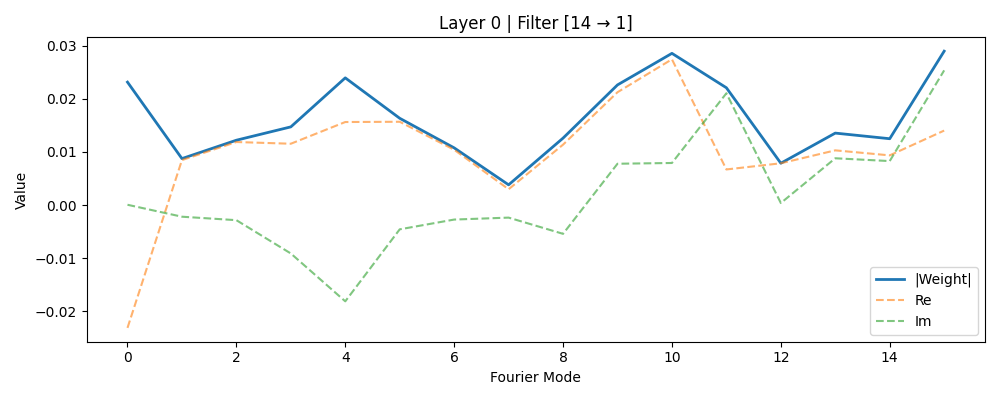 Layer 0 | Filter [14 → 1]
Value
0.03
0.02
0.01
0.00
−0.01
−0.02
|Weight|
Re
Im
0 2 4 6 8 10 12 14
Fourier Mode